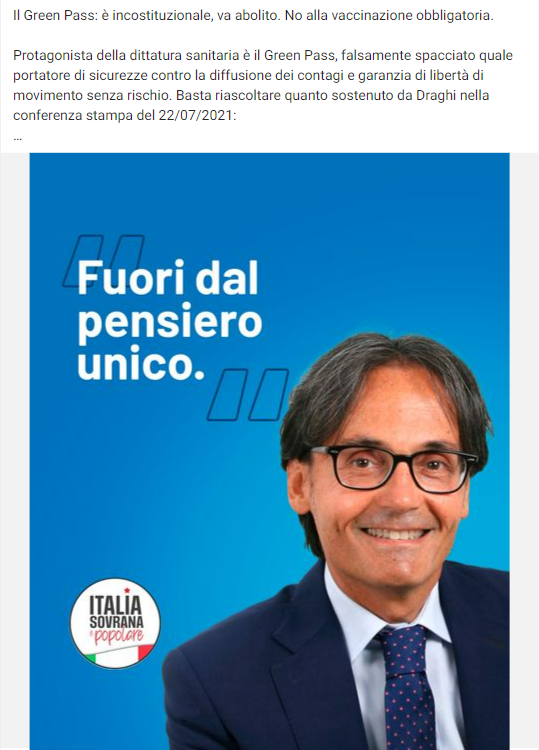 Il Green Pass: è incostituzionale, va abolito. No alla vaccinazione obbligatoria.
Protagonista della dittatura sanitaria è il Green Pass, falsamente spacciato quale
portatore di sicurezze contro la diffusione dei contagi e garanzia di libertà di
movimento senza rischio. Basta riascoltare quanto sostenuto da Draghi nella
conferenza stampa del 22/07/2021:
...
Fuori dal
pensiero
unico.
ITALIA
SOVRANA
e popolare